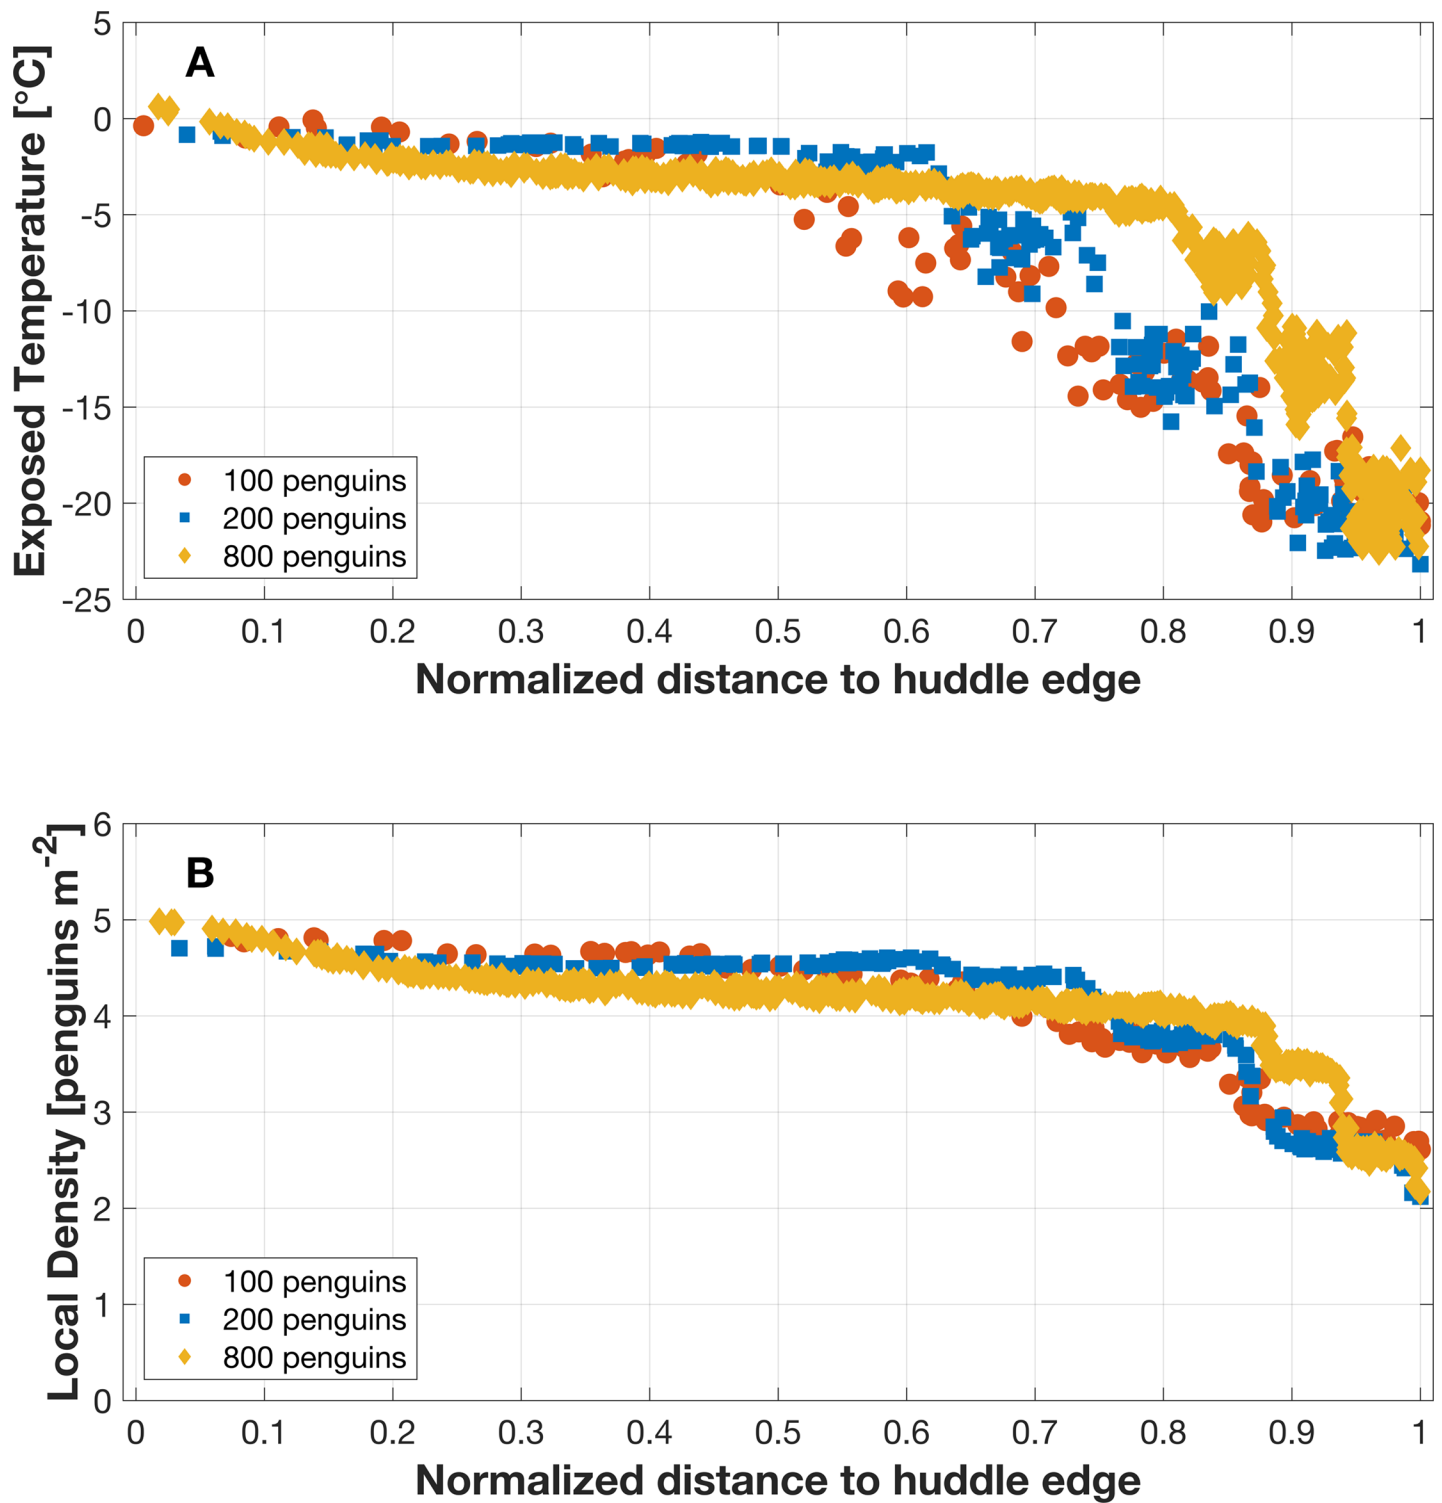 A
Exposed Temperature [°C]
5
0
-5
-10
-15
-20
-25
100 penguins
200 penguins
800 penguins
0 0.1 0.2 0.3 0.4 0.5 0.6 0.7 0.8 0.9 1
Normalized distance to huddle edge
B
Local Density [penguins m⁻²]
6
5
4
3
2
1
0
100 penguins
200 penguins
800 penguins
0 0.1 0.2 0.3 0.4 0.5 0.6 0.7 0.8 0.9 1
Normalized distance to huddle edge